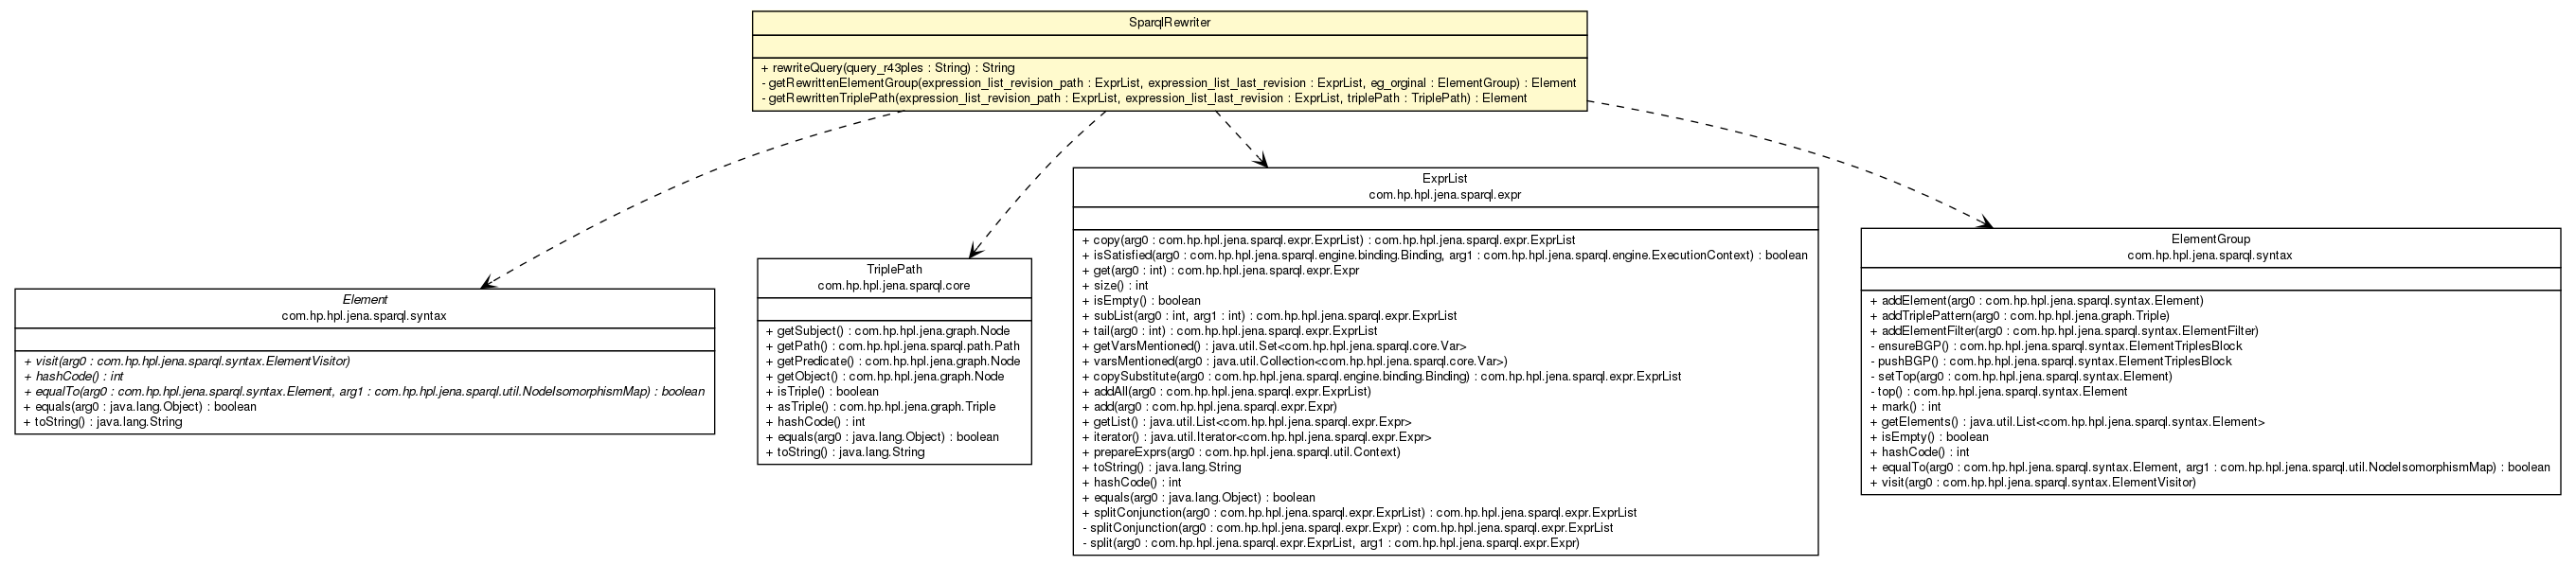 SparqlRewriter
+ rewriteQuery(query_r43ples : String) : String
- getRewrittenElementGroup(expression_list_revision_path : ExprList, expression_list_last_revision : ExprList, eg_orginal : ElementGroup) : Element
- getRewrittenTriplePath(expression_list_revision_path : ExprList, expression_list_last_revision : ExprList, triplePath : TriplePath) : Element
Element
com.hp.hpl.jena.sparql.syntax
+ visit(arg0 : com.hp.hpl.jena.sparql.syntax.ElementVisitor)
+ hashCode() : int
+ equalTo(arg0 : com.hp.hpl.jena.sparql.syntax.Element, arg1 : com.hp.hpl.jena.sparql.util.NodeIsomorphismMap) : boolean
+ equals(arg0 : java.lang.Object) : boolean
+ toString() : java.lang.String
TriplePath
com.hp.hpl.jena.sparql.core
+ getSubject() : com.hp.hpl.jena.graph.Node
+ getPath() : com.hp.hpl.jena.sparql.path.Path
+ getPredicate() : com.hp.hpl.jena.graph.Node
+ getObject() : com.hp.hpl.jena.graph.Node
+ isTriple() : boolean
+ asTriple() : com.hp.hpl.jena.graph.Triple
+ hashCode() : int
+ equals(arg0 : java.lang.Object) : boolean
+ toString() : java.lang.String
ExprList
com.hp.hpl.jena.sparql.expr
+ copy(arg0 : com.hp.hpl.jena.sparql.expr.ExprList) : com.hp.hpl.jena.sparql.expr.ExprList
+ isSatisfied(arg0 : com.hp.hpl.jena.sparql.engine.binding.Binding, arg1 : com.hp.hpl.jena.sparql.engine.ExecutionContext) : boolean
+ get(arg0 : int) : com.hp.hpl.jena.sparql.expr.Expr
+ size() : int
+ isEmpty() : boolean
+ subList(arg0 : int, arg1 : int) : com.hp.hpl.jena.sparql.expr.ExprList
+ tail(arg0 : int) : com.hp.hpl.jena.sparql.expr.ExprList
+ getVarsMentioned() : java.util.Set<com.hp.hpl.jena.sparql.core.Var>
+ varsMentioned(arg0 : java.util.Collection<com.hp.hpl.jena.sparql.core.Var>)
+ copySubstitute(arg0 : com.hp.hpl.jena.sparql.engine.binding.Binding) : com.hp.hpl.jena.sparql.expr.ExprList
+ addAll(arg0 : com.hp.hpl.jena.sparql.expr.ExprList)
+ add(arg0 : com.hp.hpl.jena.sparql.expr.Expr)
+ getList() : java.util.List<com.hp.hpl.jena.sparql.expr.Expr>
+ iterator() : java.util.Iterator<com.hp.hpl.jena.sparql.expr.Expr>
+ prepareExprs(arg0 : com.hp.hpl.jena.sparql.util.Context)
+ toString() : java.lang.String
+ hashCode() : int
+ equals(arg0 : java.lang.Object) : boolean
+ splitConjunction(arg0 : com.hp.hpl.jena.sparql.expr.ExprList) : com.hp.hpl.jena.sparql.expr.ExprList
- splitConjunction(arg0 : com.hp.hpl.jena.sparql.expr.Expr) : com.hp.hpl.jena.sparql.expr.ExprList
- split(arg0 : com.hp.hpl.jena.sparql.expr.ExprList, arg1 : com.hp.hpl.jena.sparql.expr.Expr)
ElementGroup
com.hp.hpl.jena.sparql.syntax
+ addElement(arg0 : com.hp.hpl.jena.sparql.syntax.Element)
+ addTriplePattern(arg0 : com.hp.hpl.jena.graph.Triple)
+ addElementFilter(arg0 : com.hp.hpl.jena.sparql.syntax.ElementFilter)
- ensureBGP() : com.hp.hpl.jena.sparql.syntax.ElementTriplesBlock
- pushBGP() : com.hp.hpl.jena.sparql.syntax.ElementTriplesBlock
- setTop(arg0 : com.hp.hpl.jena.sparql.syntax.Element)
- top() : com.hp.hpl.jena.sparql.syntax.Element
+ mark() : int
+ getElements() : java.util.List<com.hp.hpl.jena.sparql.syntax.Element>
+ isEmpty() : boolean
+ hashCode() : int
+ equalTo(arg0 : com.hp.hpl.jena.sparql.syntax.Element, arg1 : com.hp.hpl.jena.sparql.util.NodeIsomorphismMap) : boolean
+ visit(arg0 : com.hp.hpl.jena.sparql.syntax.ElementVisitor)